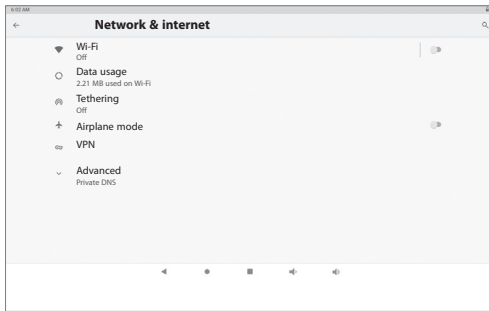 6:02 AM
Network & internet
Wi-Fi
Off
Data usage
2.21 MB used on Wi-Fi
Tethering
Off
Airplane mode
VPN
Advanced
Private DNS